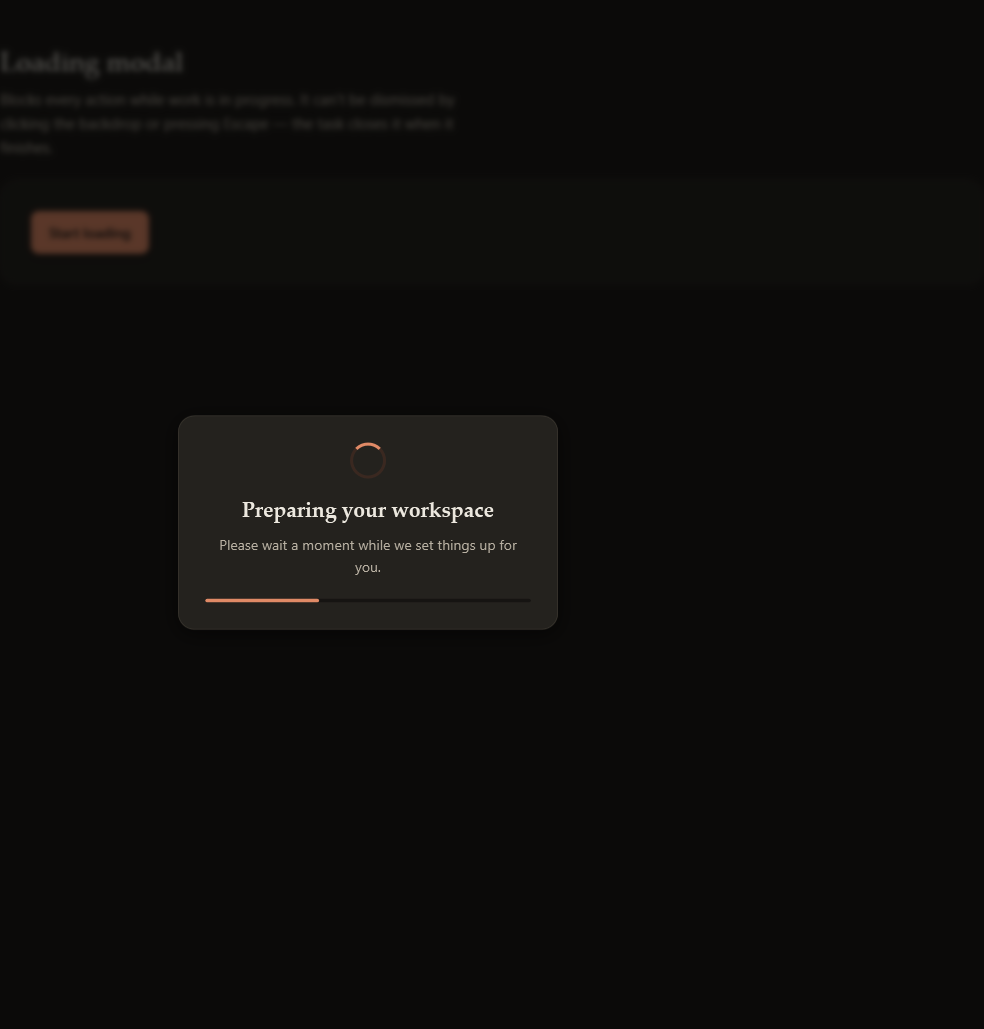 Loading modal
Blocks every action while work is in progress. It can't be dismissed by
clicking the backdrop or pressing Escape — the task closes it when it
finishes.
Start loading
Preparing your workspace
Please wait a moment while we set things up for
you.